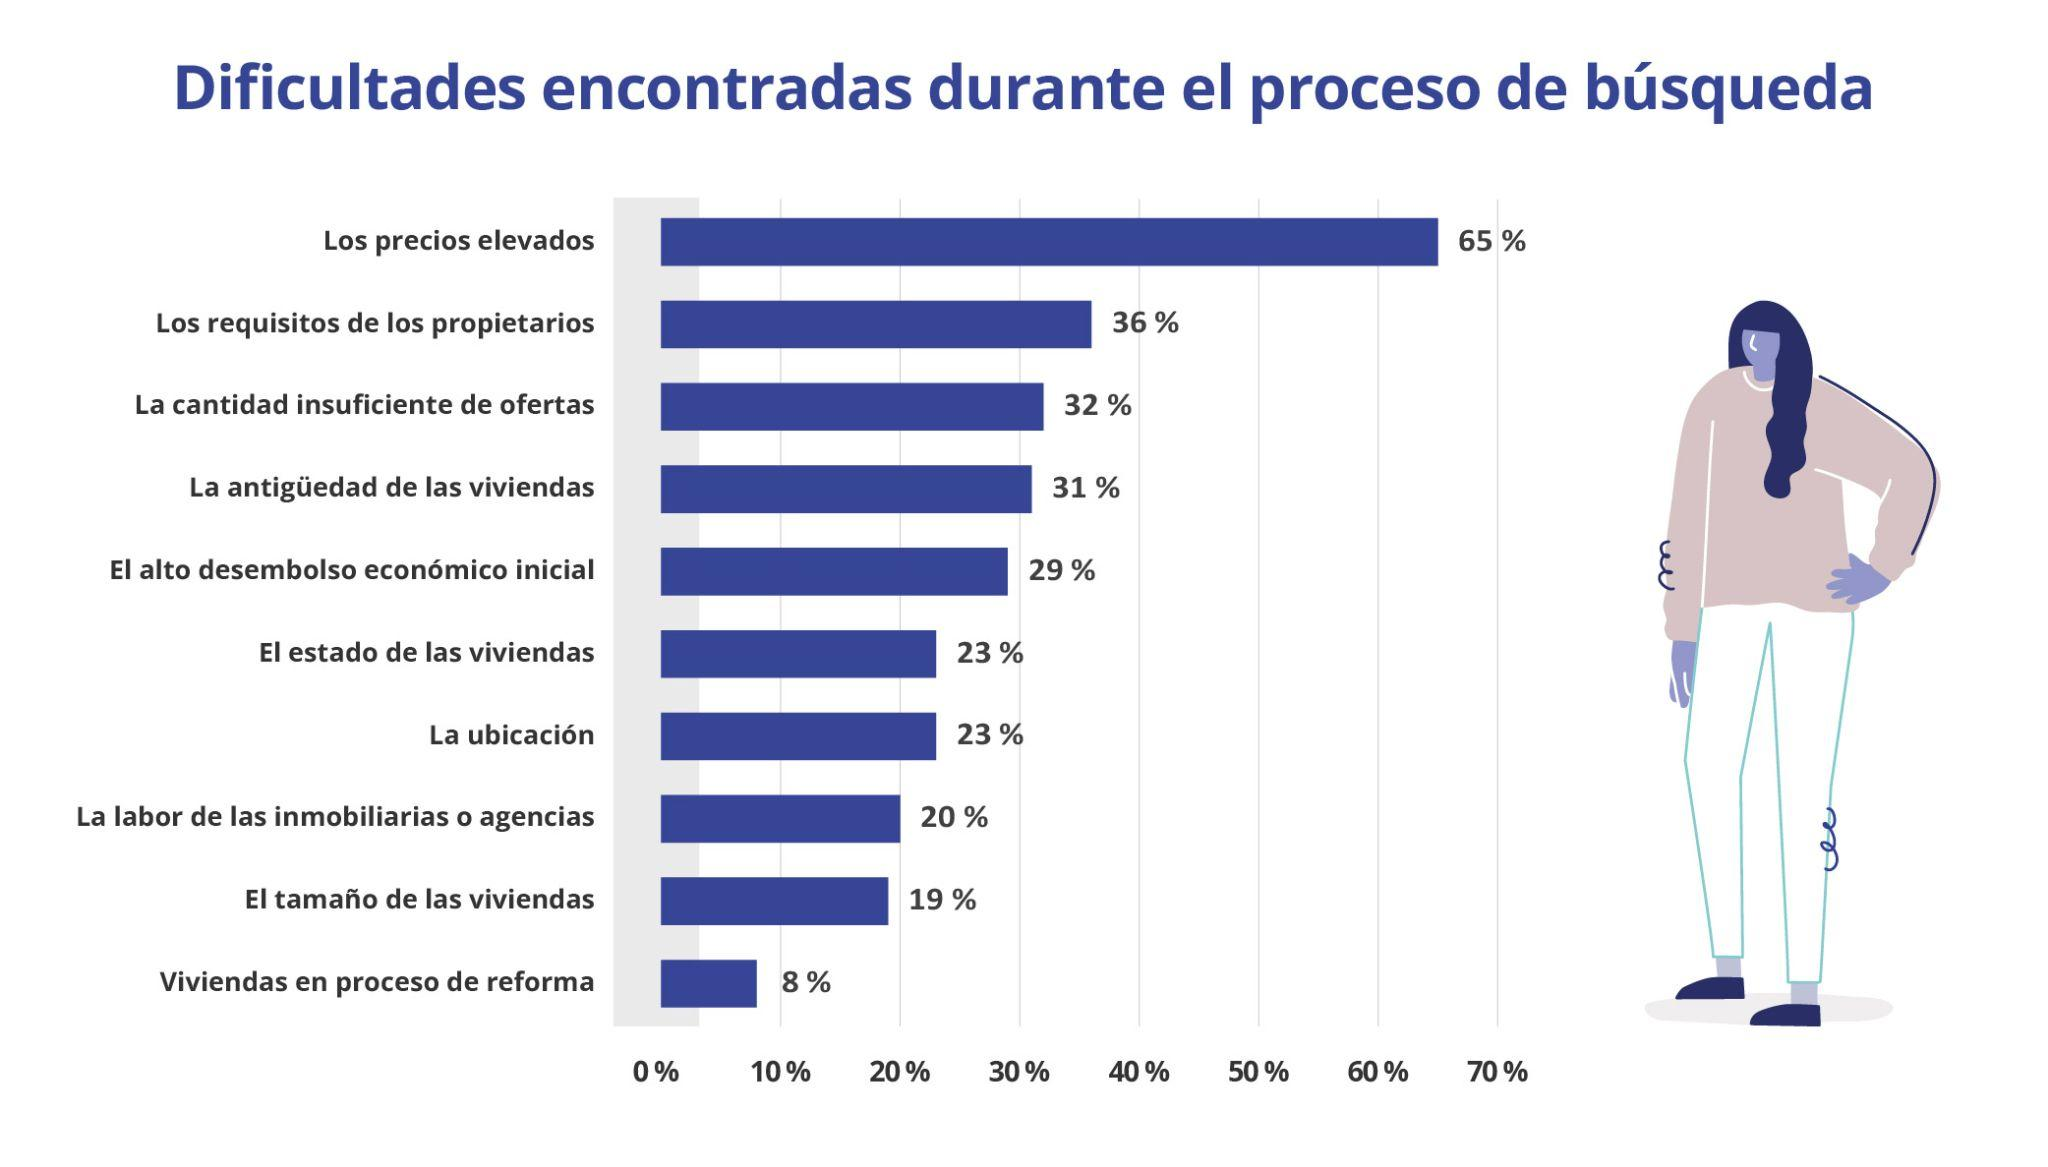 Dificultades encontradas durante el proceso de búsqueda
Los precios elevados 65 %
Los requisitos de los propietarios 36 %
La cantidad insuficiente de ofertas 32 %
La antigüedad de las viviendas 31 %
El alto desembolso económico inicial 29 %
El estado de las viviendas 23 %
La ubicación 23 %
La labor de las inmobiliarias o agencias 20 %
El tamaño de las viviendas 19 %
Viviendas en proceso de reforma 8 %
0 % 10 % 20 % 30 % 40 % 50 % 60 % 70 %